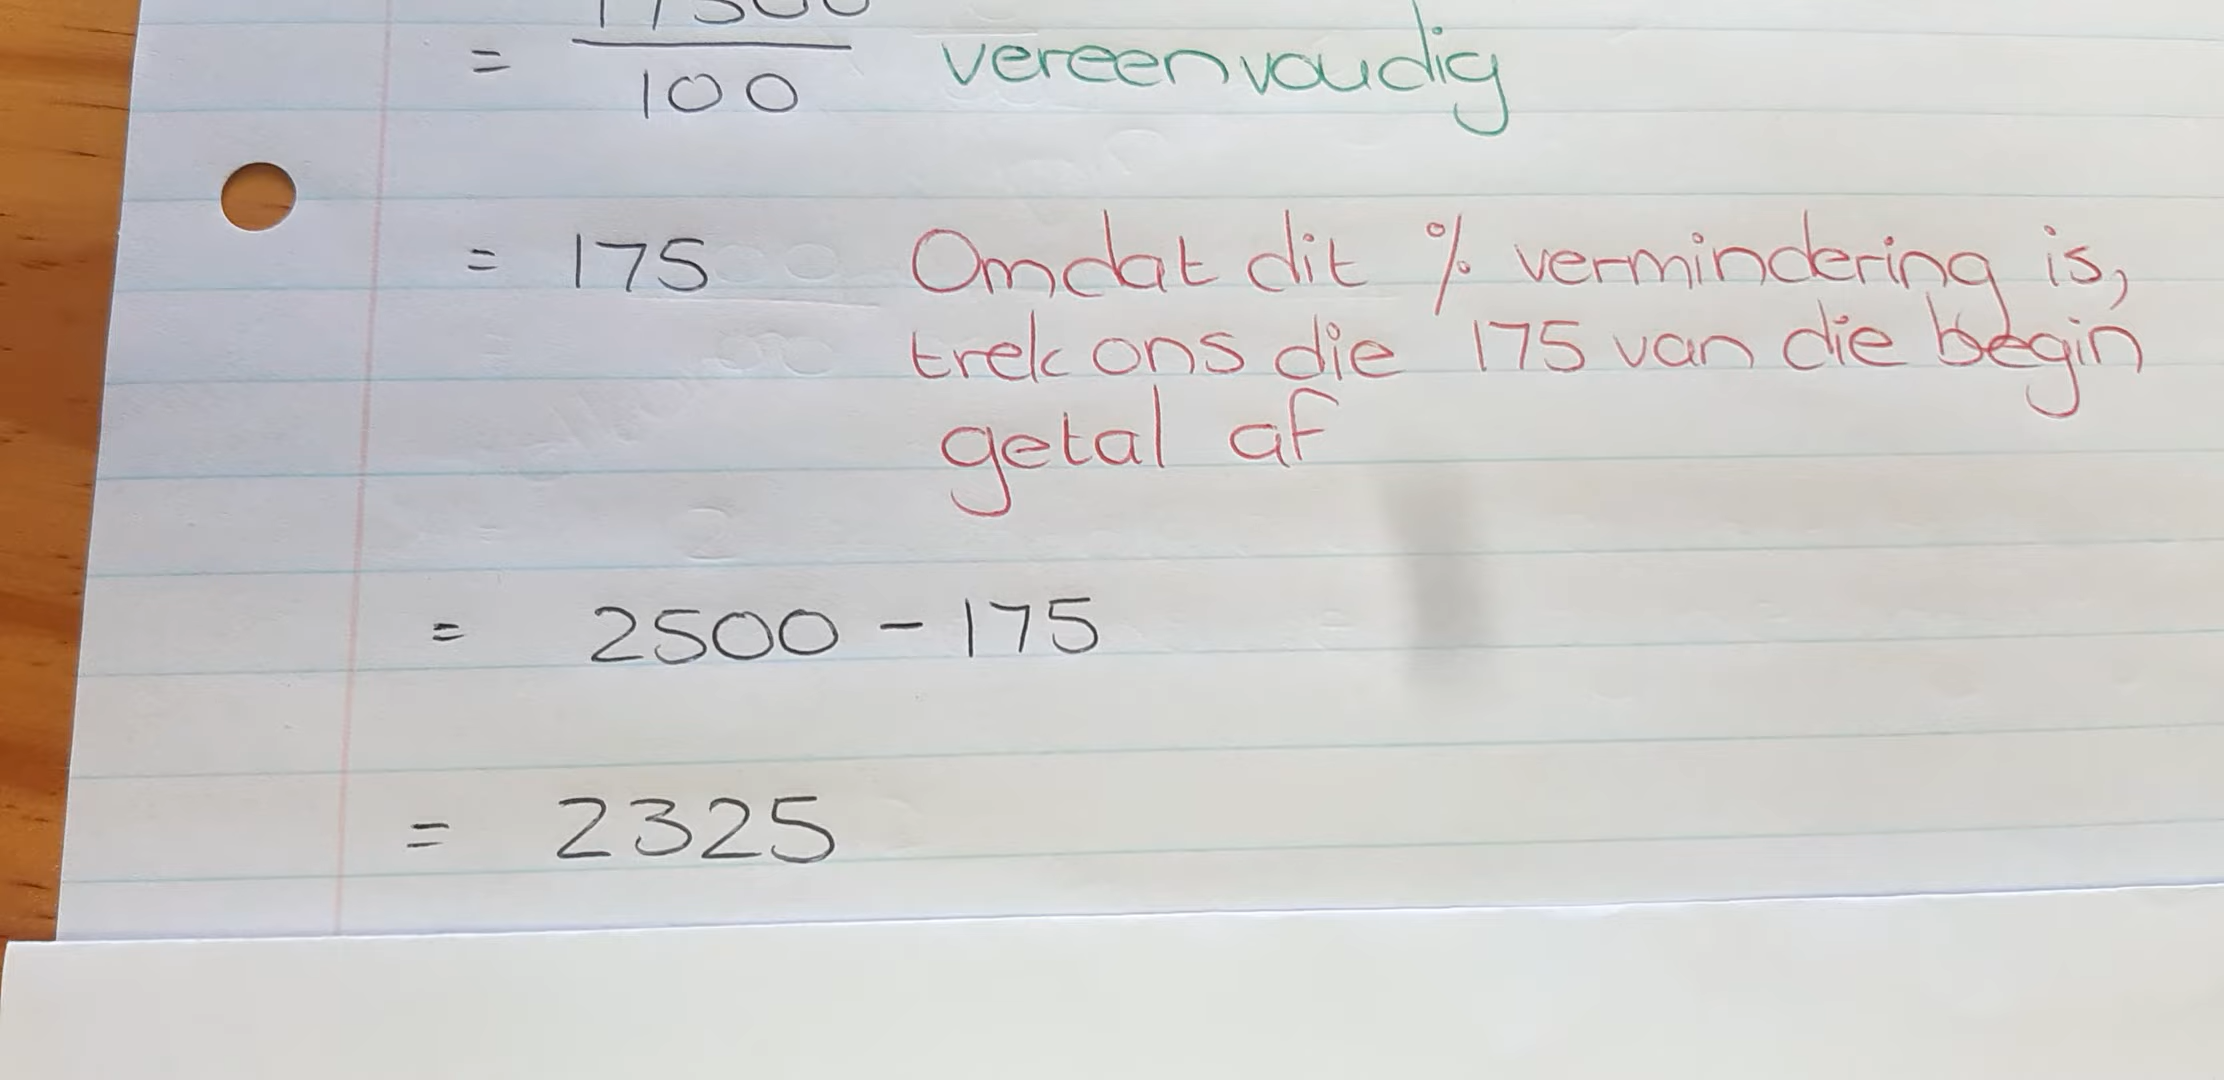 = 17500
100 vereenvoudig
= 175 Omdat dit % vermindering is,
trek ons die 175 van die begin
getal af
= 2500 - 175
= 2325